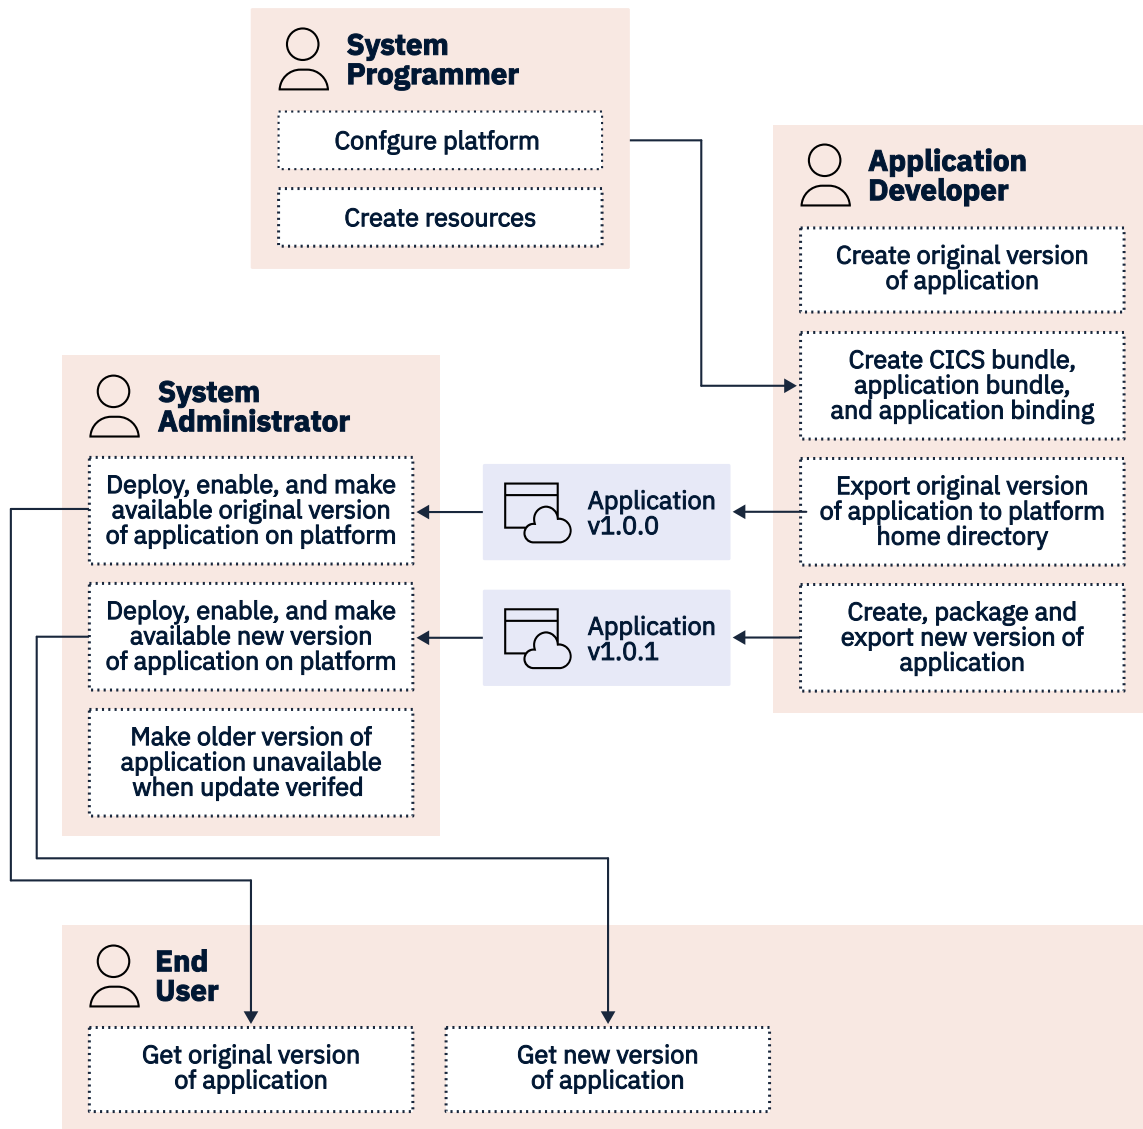 System
Programmer
Confgure platform
Create resources
Application
Developer
Create original version
of application
Create CICS bundle,
application bundle,
and application binding
Export original version
of application to platform
home directory
Create, package and
export new version of
application
System
Administrator
Deploy, enable, and make
available original version
of application on platform
Deploy, enable, and make
available new version
of application on platform
Make older version of
application unavailable
when update verifed
Application
v1.0.0
Application
v1.0.1
End
User
Get original version
of application
Get new version
of application